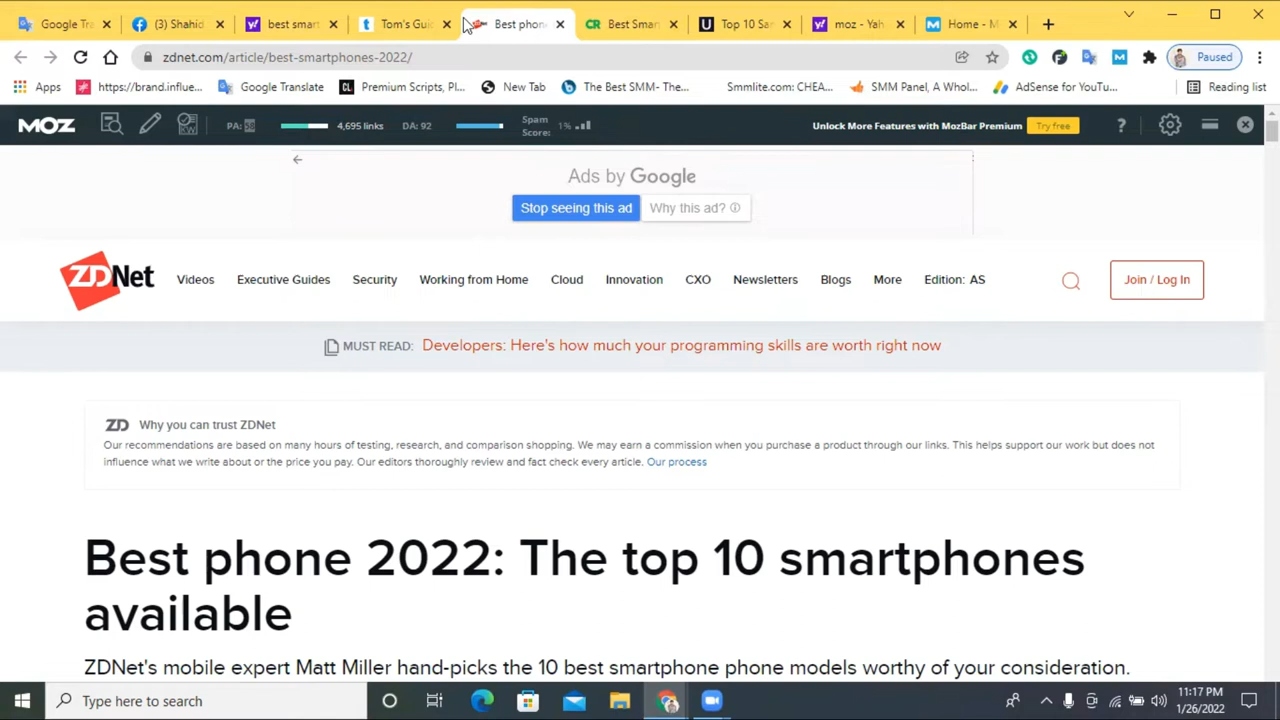 Google Tra
(3) Shahid
best smart
Tom's Gui
Best phon
Best Smar
Top 10 Sar
moz - Yah
Home - M
zdnet.com/article/best-smartphones-2022/
Paused
Apps
https://brand.influe...
Google Translate
Premium Scripts, Pl...
New Tab
The Best SMM- The...
Smmlite.com: CHEA...
SMM Panel, A Whol...
AdSense for YouTu...
Reading list
MOZ
PA:
4,695 links
DA: 92
Spam
Score:
1%
Unlock More Features with MozBar Premium
Try free
?
Ads by Google
Stop seeing this ad
Why this ad?
ZDNet
Videos
Executive Guides
Security
Working from Home
Cloud
Innovation
CXO
Newsletters
Blogs
More
Edition: AS
Join / Log In
MUST READ: Developers: Here's how much your programming skills are worth right now
ZD Why you can trust ZDNet
Our recommendations are based on many hours of testing, research, and comparison shopping. We may earn a commission when you purchase a product through our links. This helps support our work but does not
influence what we write about or the price you pay. Our editors thoroughly review and fact check every article. Our process
Best phone 2022: The top 10 smartphones
available
ZDNet's mobile expert Matt Miller hand-picks the 10 best smartphone phone models worthy of your consideration.
Type here to search
11:17 PM
1/26/2022